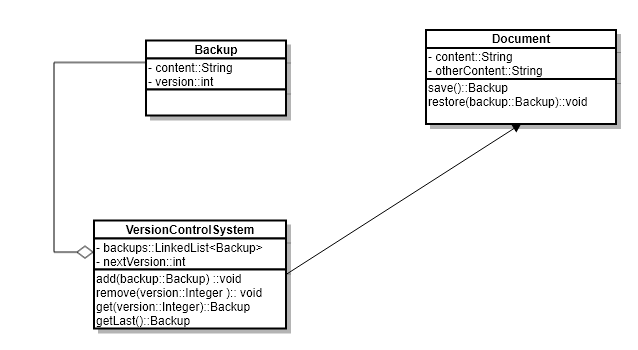 Backup
- content::String
- version::int
Document
- content::String
- otherContent::String
save()::Backup
restore(backup::Backup)::void
VersionControlSystem
- backups::LinkedList<Backup>
- nextVersion::int
add(backup::Backup) ::void
remove(version::Integer ):: void
get(version::Integer)::Backup
getLast()::Backup